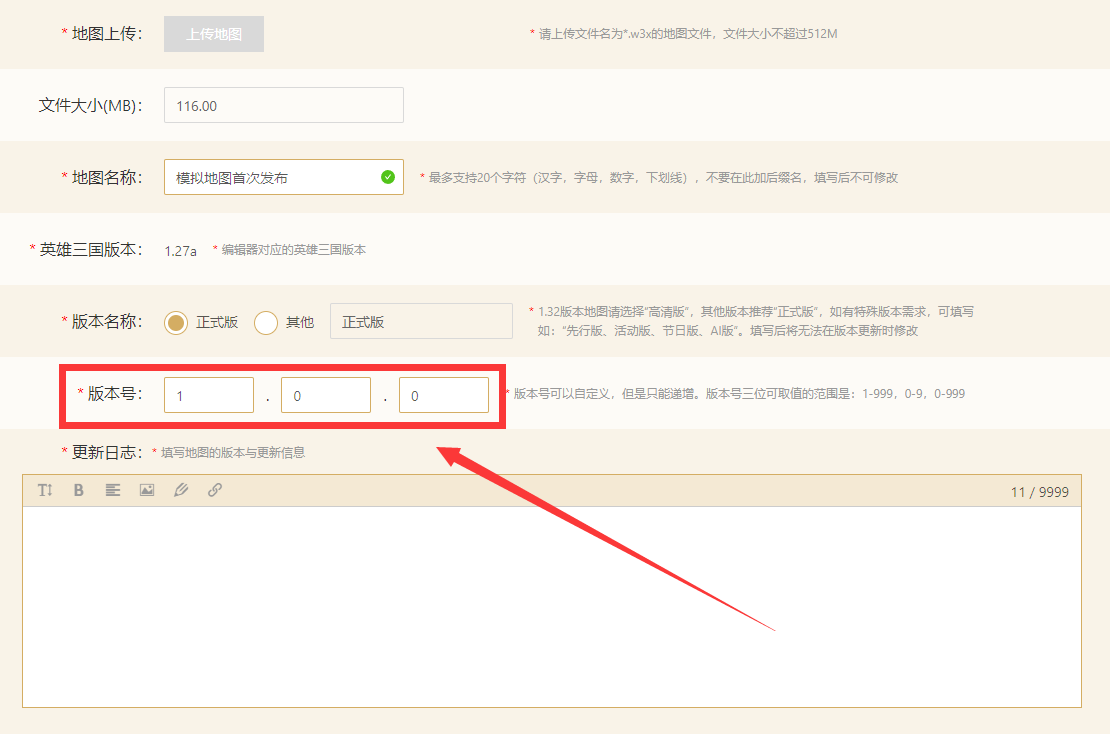 * 地图上传： 上传地图 * 请上传文件名为*.w3x的地图文件，文件大小不超过512M
文件大小(MB)： 116.00
* 地图名称： 模拟地图首次发布 * 最多支持20个字符（汉字，字母，数字，下划线），不要在此加后缀名，填写后不可修改
* 英雄三国版本： 1.27a * 编辑器对应的英雄三国版本
* 版本名称： 正式版 其他 正式版 * 1.32版本地图请选择“高清版”，其他版本推荐“正式版”，如有特殊版本需求，可填写
如：“先行版、活动版、节日版、AI版”。填写后将无法在版本更新时修改
* 版本号： 1 . 0 . 0 * 版本号可以自定义，但是只能递增。版本号三位可取值的范围是：1-999，0-9，0-999
* 更新日志： * 填写地图的版本与更新信息
T B 11 / 9999